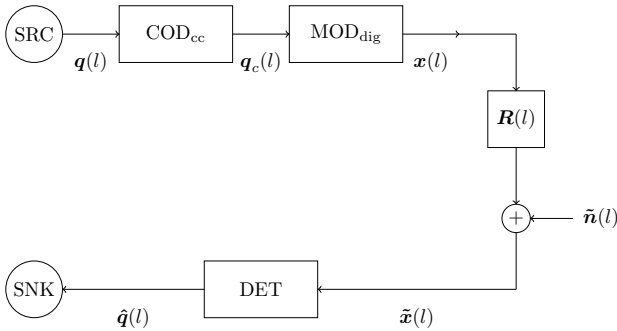 SRC
COD_cc
MOD_dig
q(l)
q_c(l)
x(l)
R(l)
+
ñ(l)
SNK
DET
q̂(l)
x̃(l)